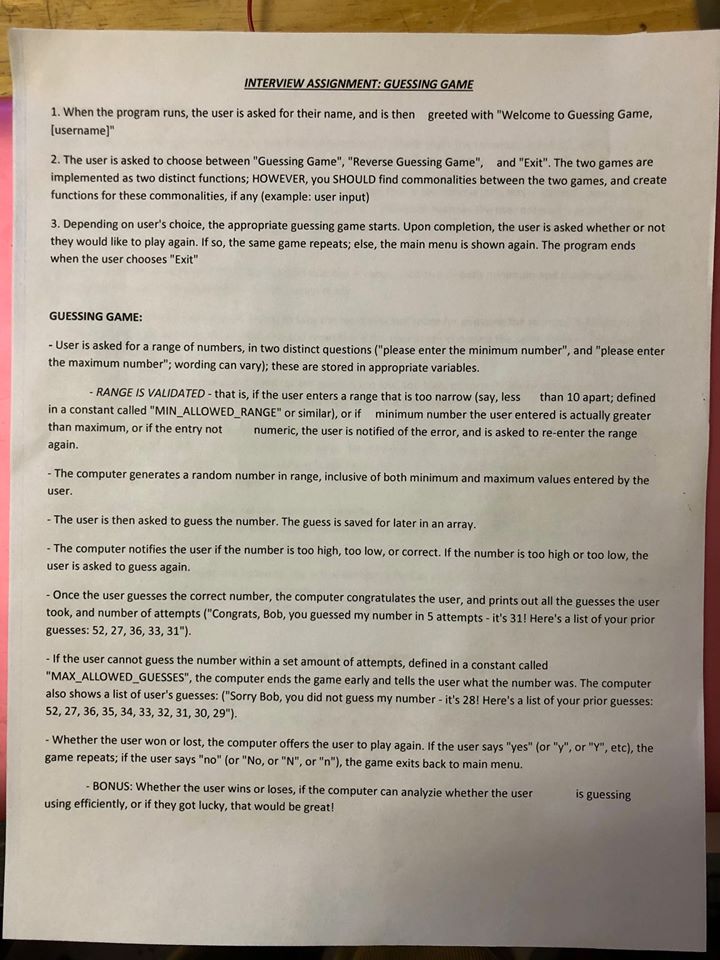 INTERVIEW ASSIGNMENT: GUESSING GAME
1. When the program runs, the user is asked for their name, and is then greeted with "Welcome to Guessing Game,
[username]"
2. The user is asked to choose between "Guessing Game", "Reverse Guessing Game", and "Exit". The two games are
implemented as two distinct functions; HOWEVER, you SHOULD find commonalities between the two games, and create
functions for these commonalities, if any (example: user input)
3. Depending on user's choice, the appropriate guessing game starts. Upon completion, the user is asked whether or not
they would like to play again. If so, the same game repeats; else, the main menu is shown again. The program ends
when the user chooses "Exit"
GUESSING GAME:
- User is asked for a range of numbers, in two distinct questions ("please enter the minimum number", and "please enter
the maximum number"; wording can vary); these are stored in appropriate variables.
- RANGE IS VALIDATED - that is, if the user enters a range that is too narrow (say, less than 10 apart; defined
in a constant called "MIN_ALLOWED_RANGE" or similar), or if minimum number the user entered is actually greater
than maximum, or if the entry not numeric, the user is notified of the error, and is asked to re-enter the range
again.
- The computer generates a random number in range, inclusive of both minimum and maximum values entered by the
user.
- The user is then asked to guess the number. The guess is saved for later in an array.
- The computer notifies the user if the number is too high, too low, or correct. If the number is too high or too low, the
user is asked to guess again.
- Once the user guesses the correct number, the computer congratulates the user, and prints out all the guesses the user
took, and number of attempts ("Congrats, Bob, you guessed my number in 5 attempts - it's 31! Here's a list of your prior
guesses: 52, 27, 36, 33, 31").
- If the user cannot guess the number within a set amount of attempts, defined in a constant called
"MAX_ALLOWED_GUESSES", the computer ends the game early and tells the user what the number was. The computer
also shows a list of user's guesses: ("Sorry Bob, you did not guess my number - it's 28! Here's a list of your prior guesses:
52, 27, 36, 35, 34, 33, 32, 31, 30, 29").
- Whether the user won or lost, the computer offers the user to play again. If the user says "yes" (or "y", or "Y", etc), the
game repeats; if the user says "no" (or "No, or "N", or "n"), the game exits back to main menu.
- BONUS: Whether the user wins or loses, if the computer can analyzie whether the user is guessing
using efficiently, or if they got lucky, that would be great!